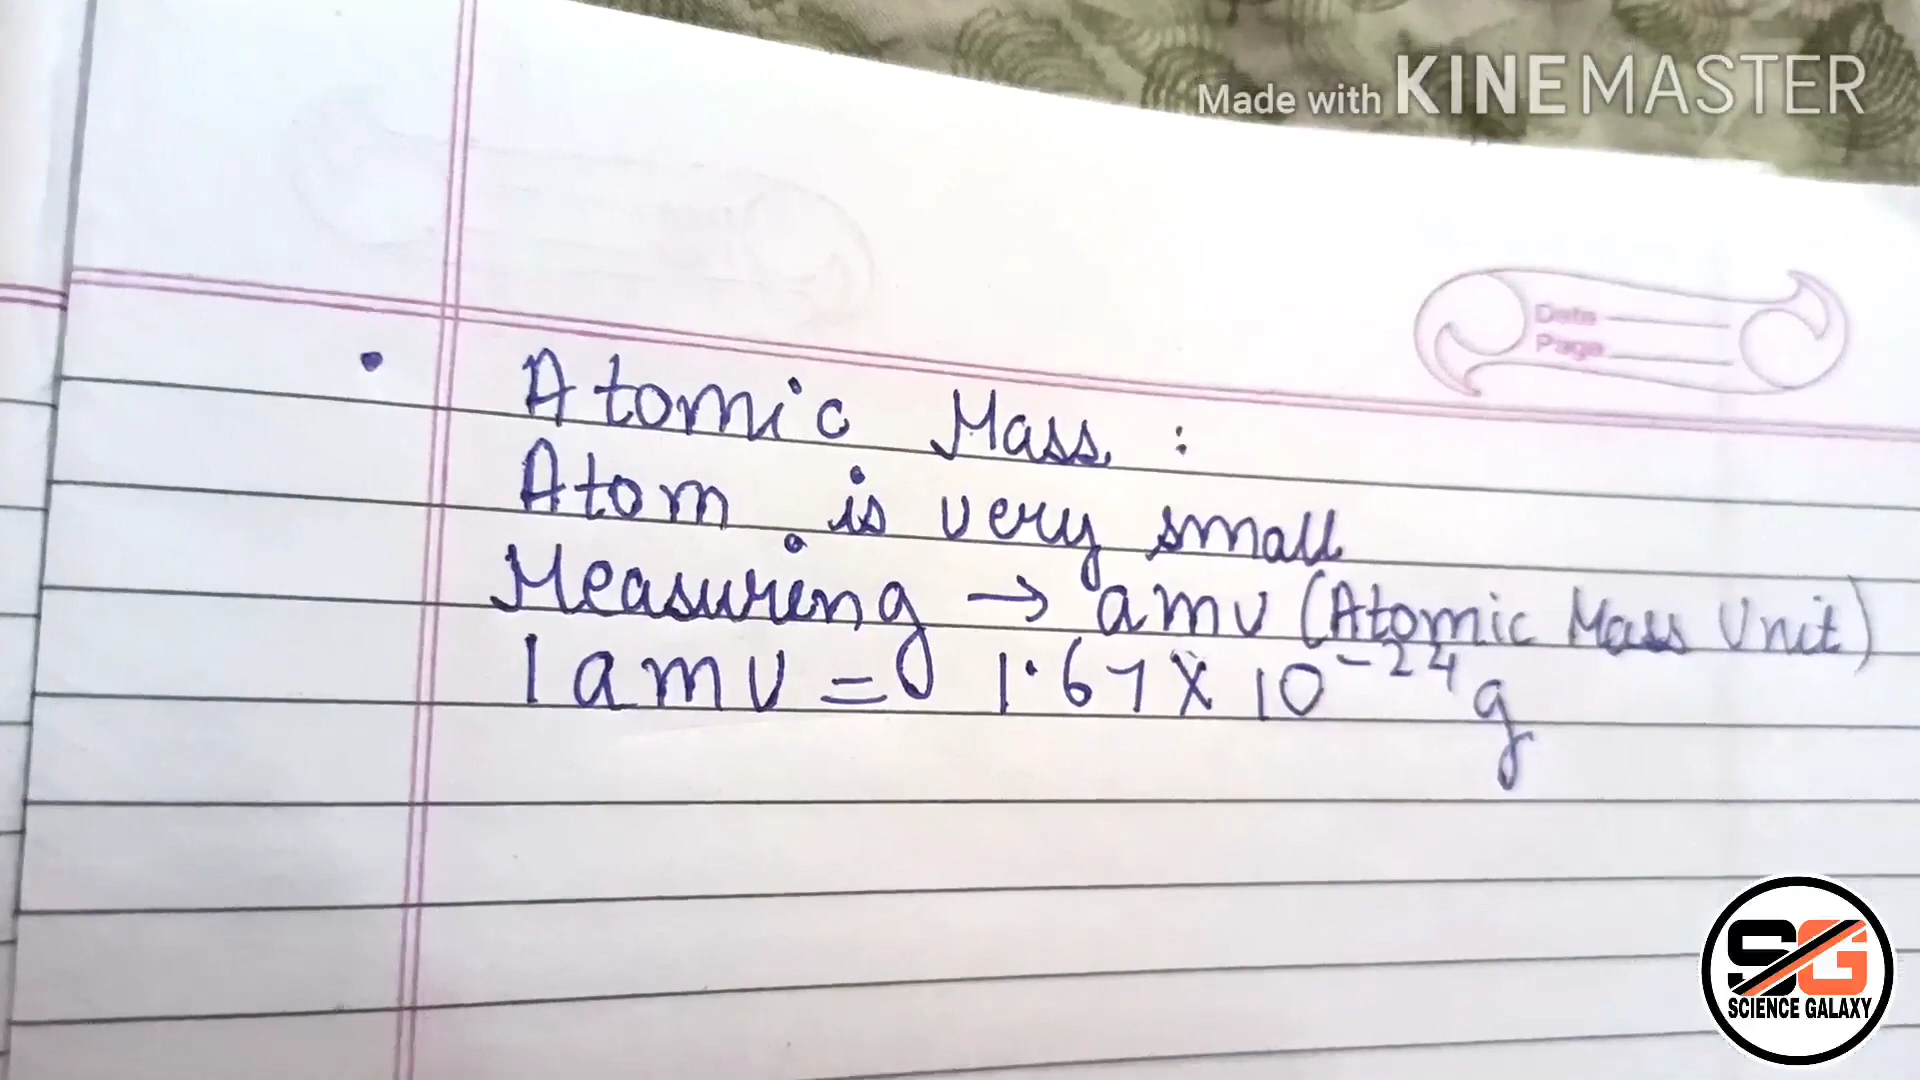 Made with KINEMASTER
Date
Page
• Atomic Mass :
Atom is very small
Measuring → amu (Atomic Mass Unit)
1 amu = 1.67 X 10⁻²⁴ g
SG
SCIENCE GALAXY